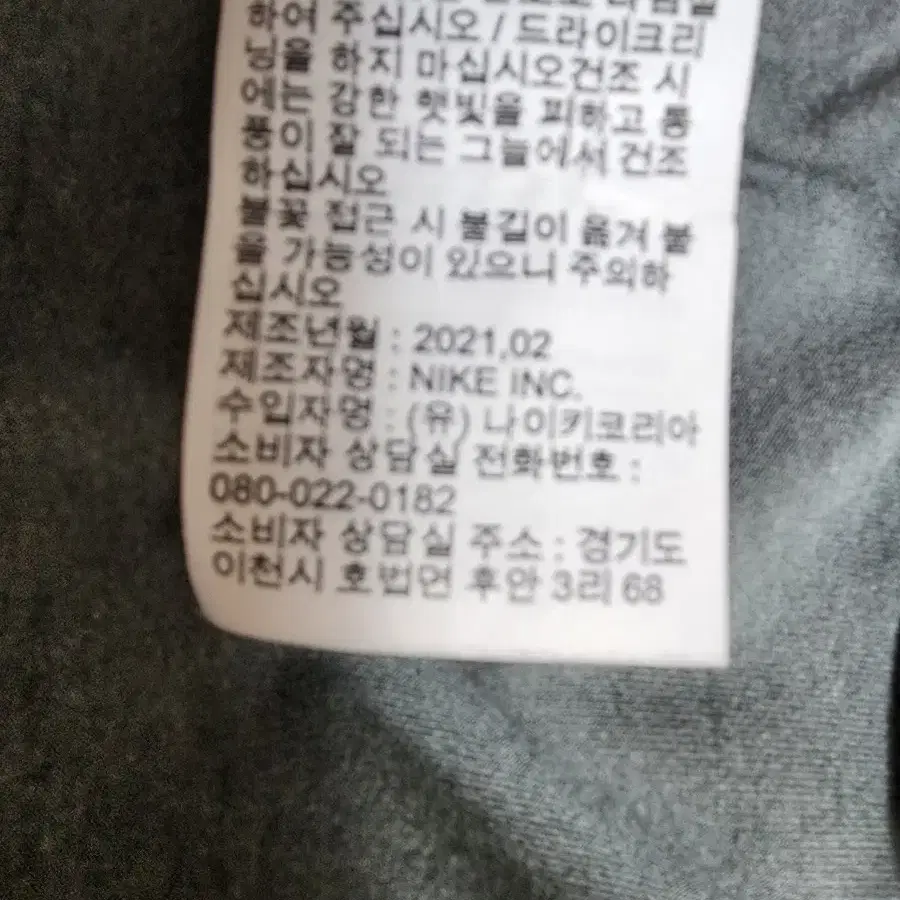 하여 주십시오 / 드라이크리
닝을 하지 마십시오건조 시
에는 강한 햇빛을 피하고 통
풍이 잘 되는 그늘에서 건조
하십시오
불꽃 접근 시 불길이 옮겨 붙
을 가능성이 있으니 주의하
십시오
제조년월 : 2021.02
제조자명 : NIKE INC.
수입자명 : (유) 나이키코리아
소비자 상담실 전화번호 :
080-022-0182
소비자 상담실 주소 : 경기도
이천시 호법면 후안 3리 68